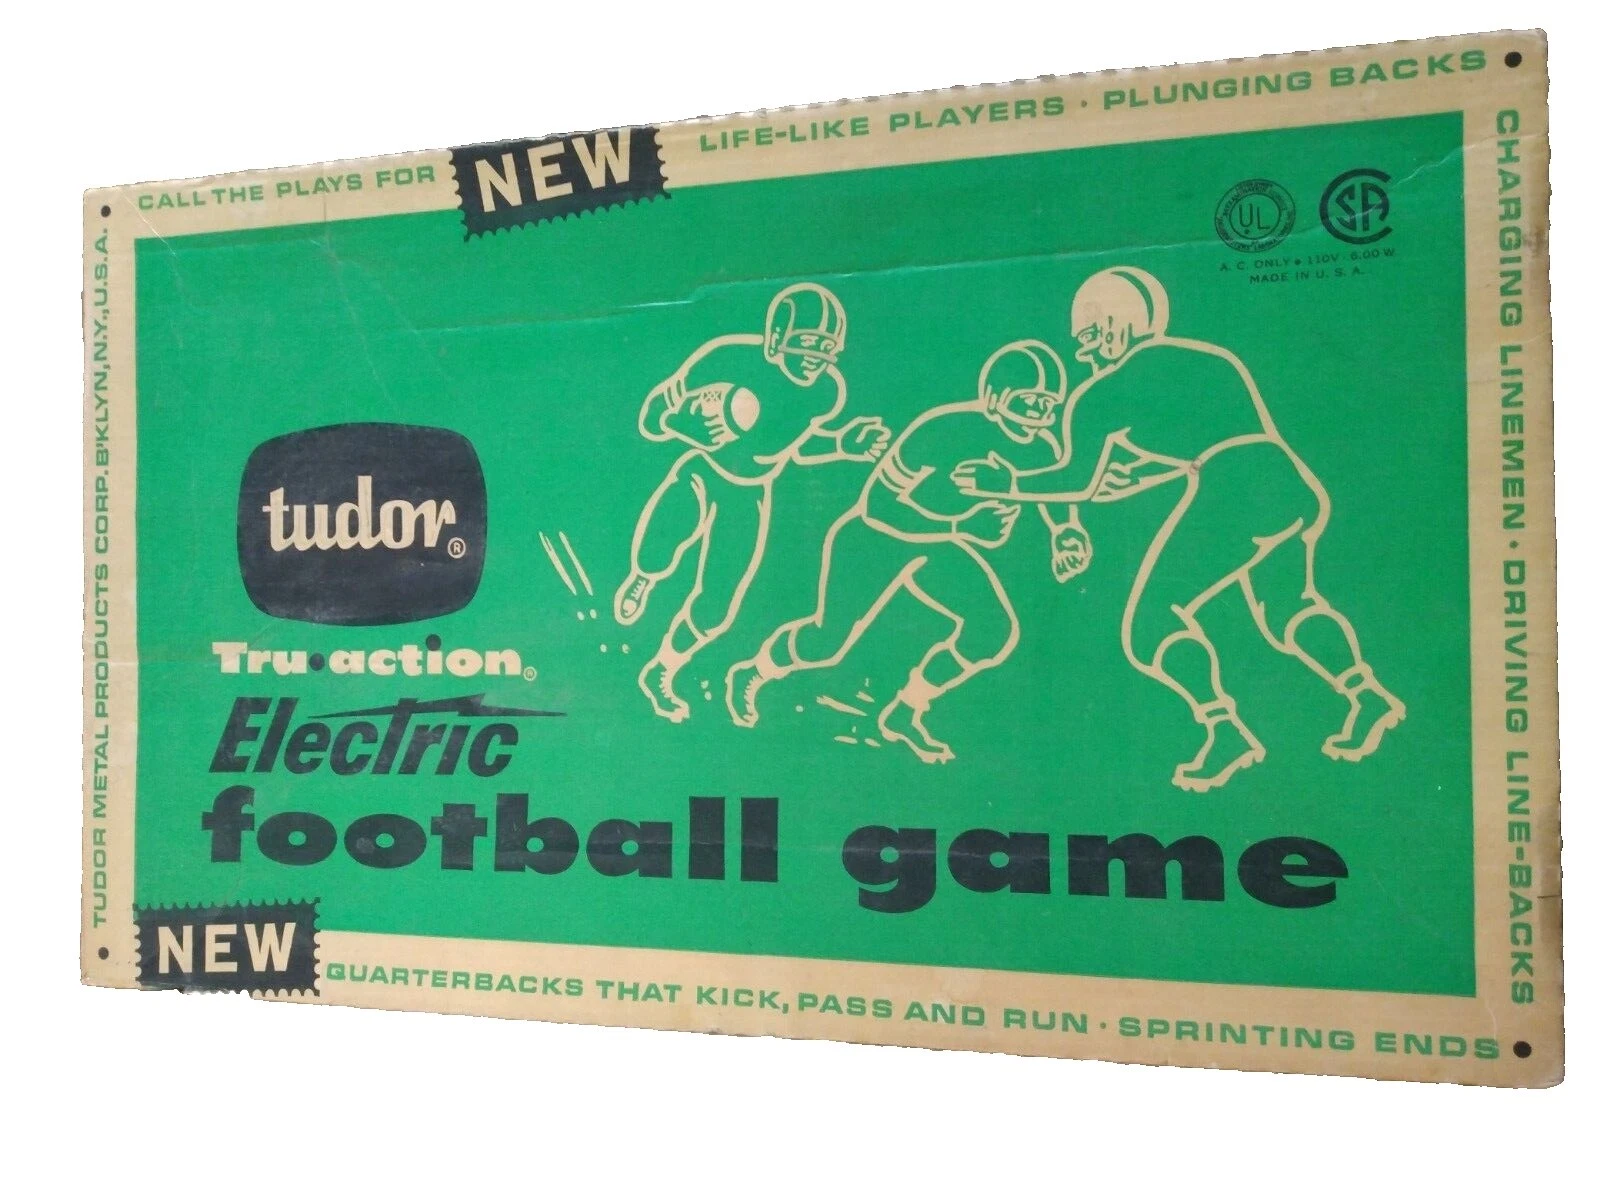 CALL THE PLAYS FOR NEW LIFE-LIKE PLAYERS • PLUNGING BACKS
CHARGING LINEMEN • DRIVING LINE-BACKS
UL
SA
A. C. ONLY • 110V - 6.00 W
MADE IN U. S. A.
tudor®
Tru•action®
Electric
football game
NEW QUARTERBACKS THAT KICK, PASS AND RUN • SPRINTING ENDS
TUDOR METAL PRODUCTS CORP. B'KLYN, N.Y., U.S.A.